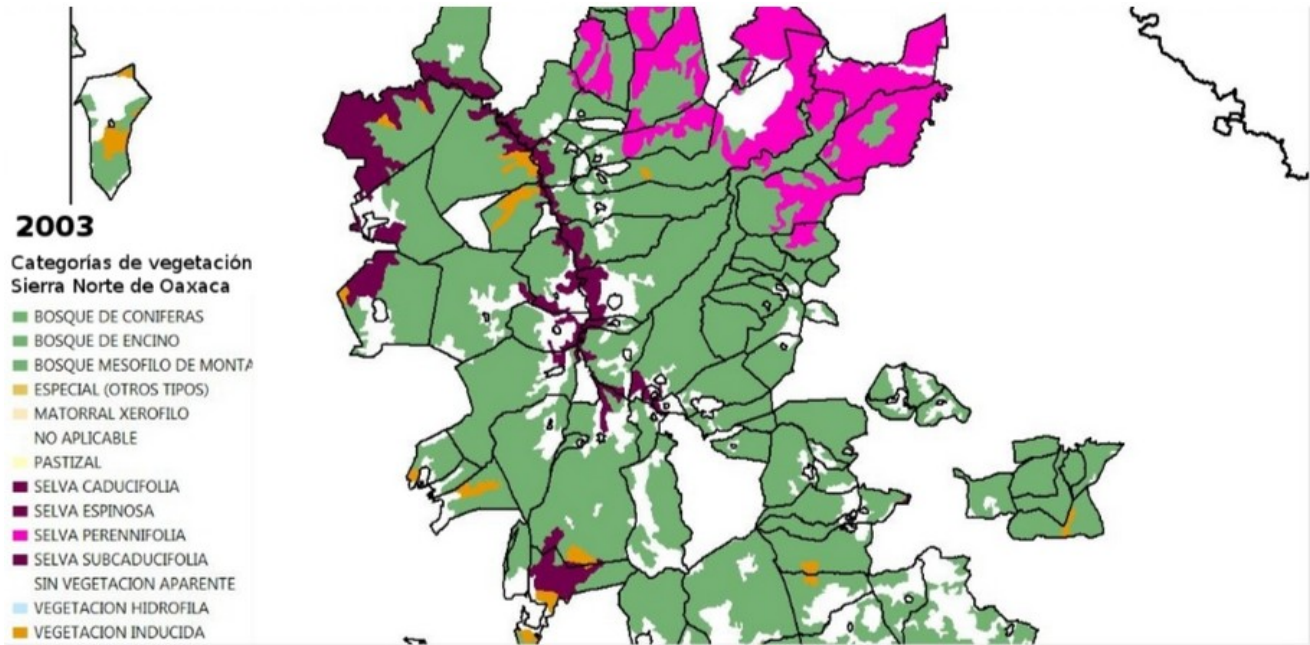 2003
Categorías de vegetación
Sierra Norte de Oaxaca
BOSQUE DE CONIFERAS
BOSQUE DE ENCINO
BOSQUE MESOFILO DE MONTA
ESPECIAL (OTROS TIPOS)
MATORRAL XEROFILO
NO APLICABLE
PASTIZAL
SELVA CADUCIFOLIA
SELVA ESPINOSA
SELVA PERENNIFOLIA
SELVA SUBCADUCIFOLIA
SIN VEGETACION APARENTE
VEGETACION HIDROFILA
VEGETACION INDUCIDA